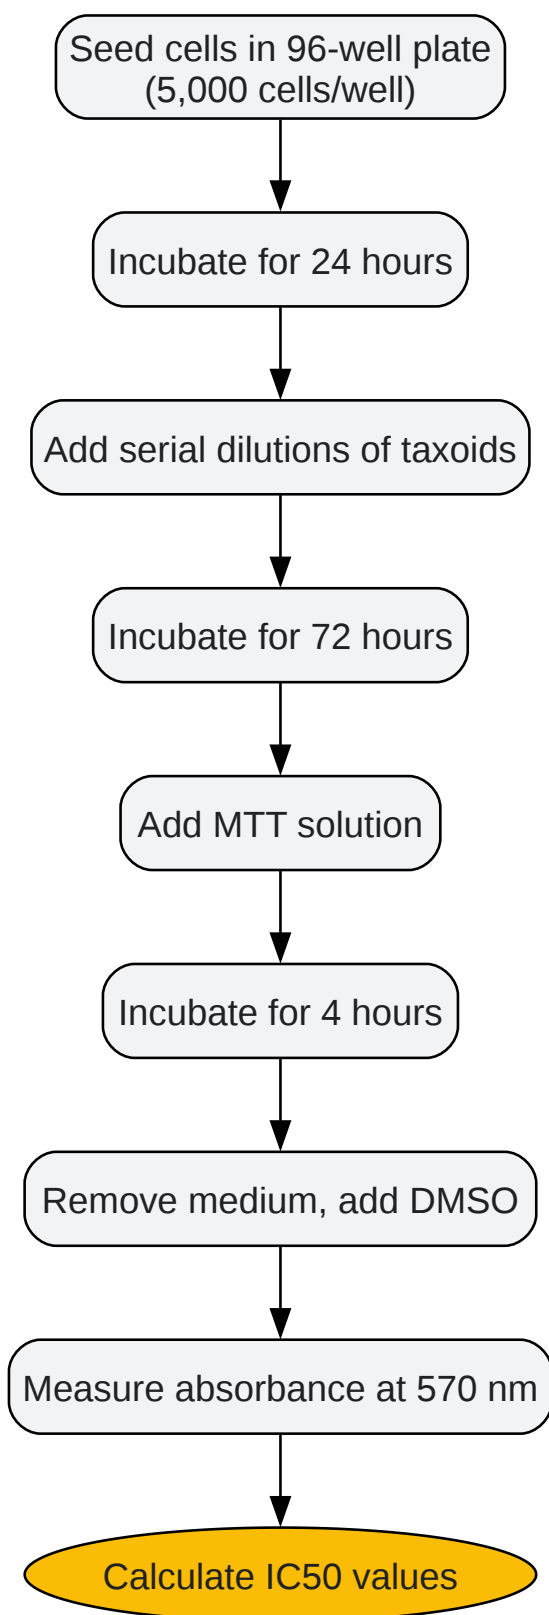 Seed cells in 96-well plate
(5,000 cells/well)
Incubate for 24 hours
Add serial dilutions of taxoids
Incubate for 72 hours
Add MTT solution
Incubate for 4 hours
Remove medium, add DMSO
Measure absorbance at 570 nm
Calculate IC50 values